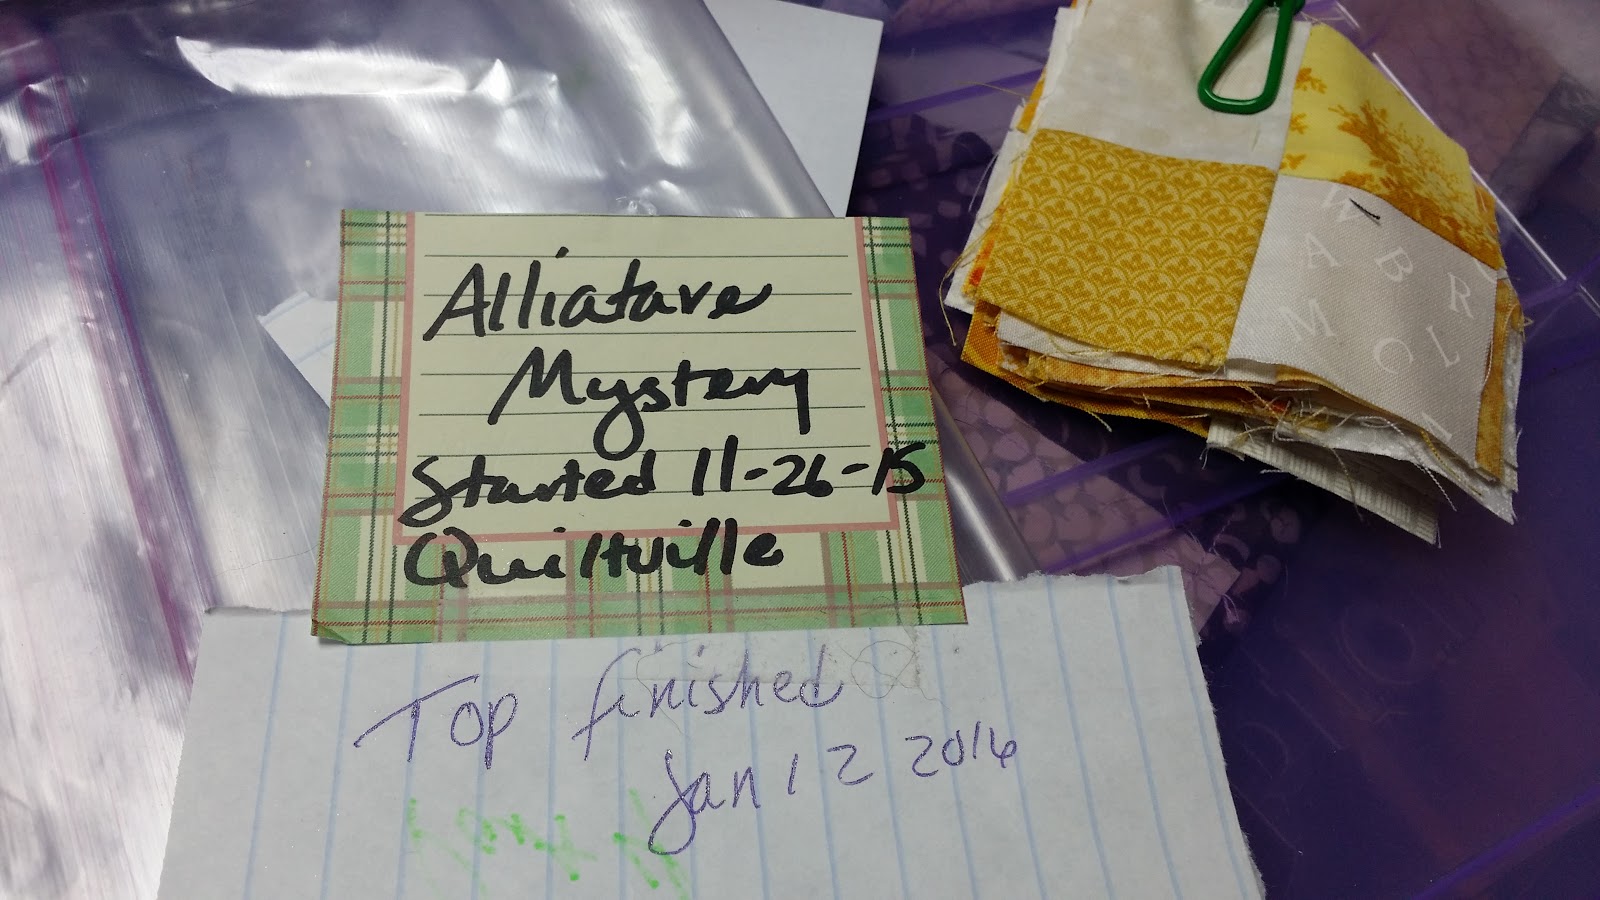 Alliatare
Mystery
Started 11-26-15
Quiltville
Top finished
Jan 12 2016
W
A B R
M O L
N